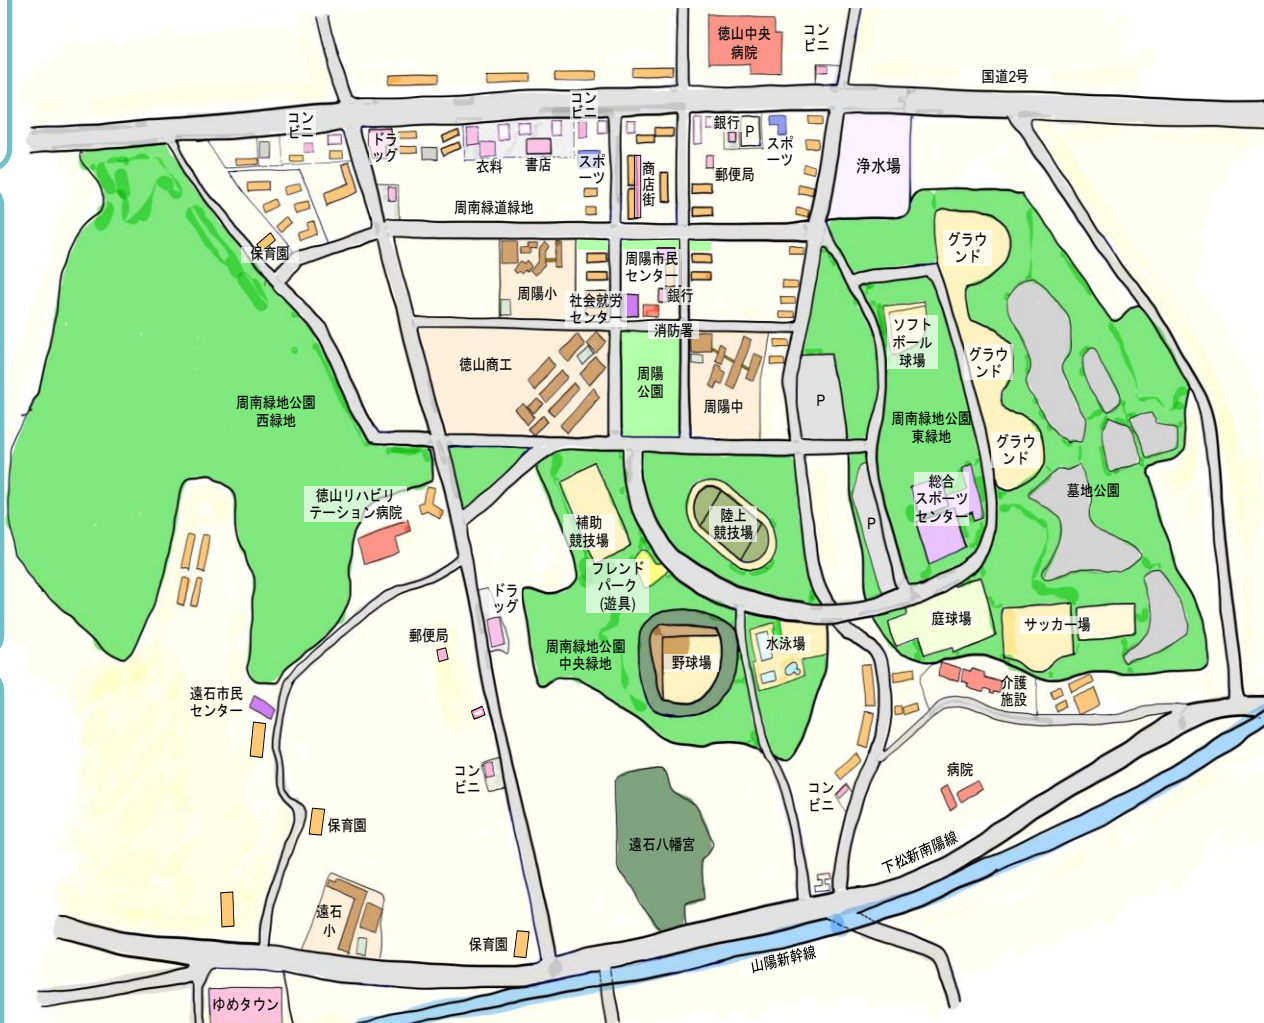 徳山中央
病院
コン
ビニ
国道2号
コン
ビニ
コン
ビニ
ドラ
ッグ
衣料
書店
スポ
ーツ
商
店
街
銀行
P
スポ
ーツ
郵便局
浄水場
周南緑道緑地
保育園
周陽小
社会就労
センター
周陽市民
センター
銀行
消防署
グラウ
ンド
ソフト
ボール
球場
グラウ
ンド
徳山商工
周陽
公園
周陽中
P
周南緑地公園
西緑地
周南緑地公園
東緑地
グラウ
ンド
徳山リハビリ
テーション病院
総合
スポーツ
センター
墓地公園
補助
競技場
陸上
競技場
P
フレンド
パーク
(遊具)
ドラ
ッグ
郵便局
周南緑地公園
中央緑地
野球場
水泳場
庭球場
サッカー場
介護
施設
遠石市民
センター
コン
ビニ
コン
ビニ
病院
保育園
遠石八幡宮
下松新南陽線
遠石
小
保育園
山陽新幹線
ゆめタウン